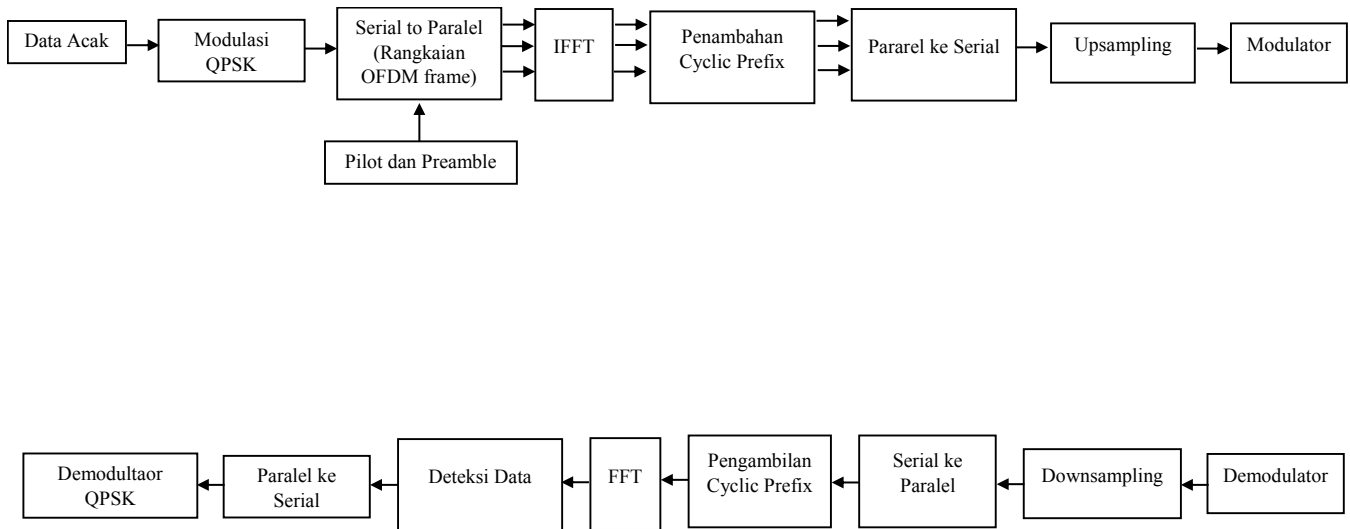 Data Acak
Modulasi
QPSK
Serial to Paralel
(Rangkaian
OFDM frame)
IFFT
Penambahan
Cyclic Prefix
Pararel ke Serial
Upsampling
Modulator
Pilot dan Preamble
Demodultaor
QPSK
Paralel ke
Serial
Deteksi Data
FFT
Pengambilan
Cyclic Prefix
Serial ke
Paralel
Downsampling
Demodulator